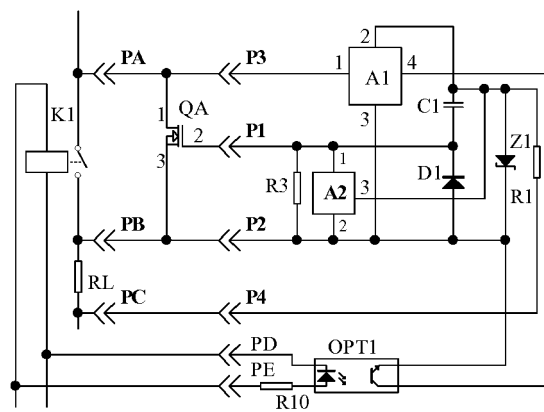 2
PA P3 1 A1 4
K1 1 QA C1
2 P1 3 Z1
3 R3 1 A2 3 D1 R1
2
PB P2
RL
PC P4
PD OPT1
PE
R10